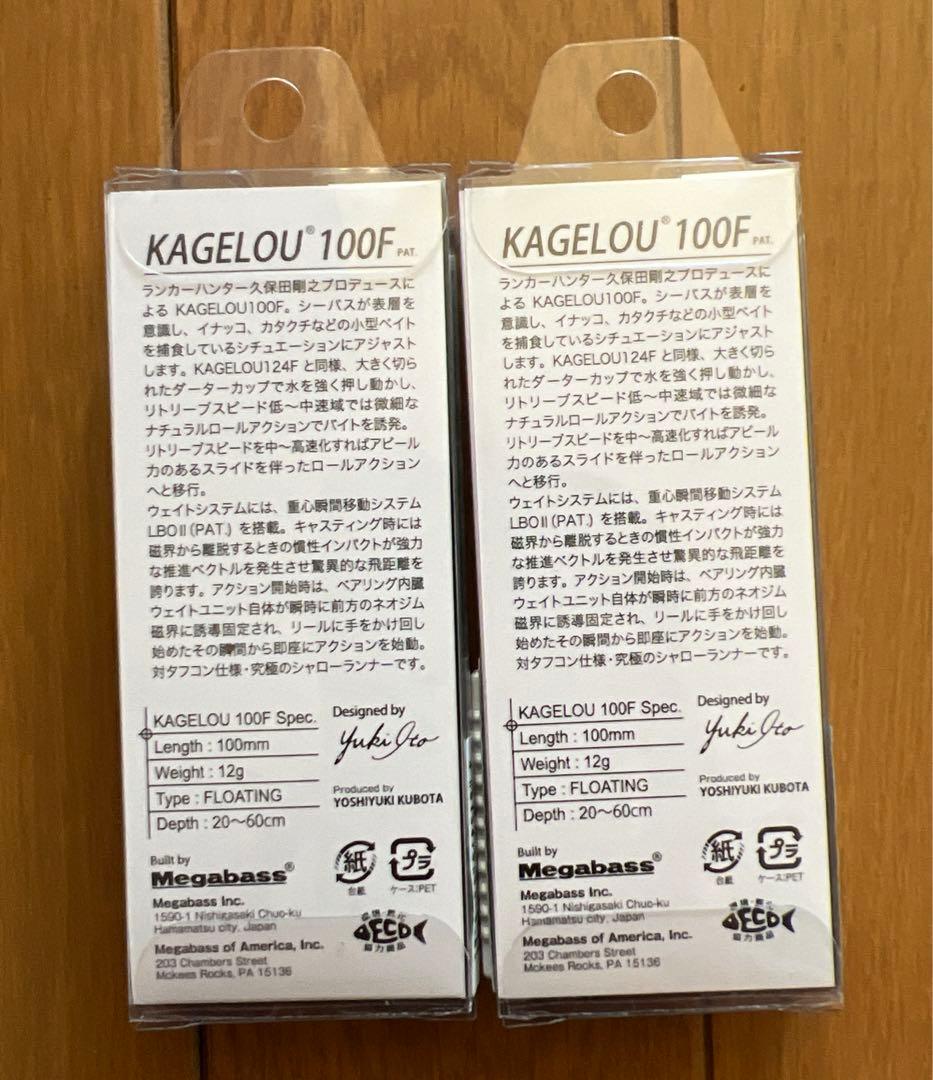 KAGELOU® 100F PAT.
ランカーハンター久保田剛之プロデュースに
よる KAGELOU100F。シーバスが表層を
意識し、イナッコ、カタクチなどの小型ベイト
を捕食しているシチュエーションにアジャスト
します。KAGELOU124F と同様、大きく切ら
れたダーターカップで水を強く押し動かし、
リトリーブスピード低～中速域では微細な
ナチュラルロールアクションでバイトを誘発。
リトリーブスピードを中～高速化すればアピール
力のあるスライドを伴ったロールアクション
へと移行。
ウェイトシステムには、重心瞬間移動システム
LBOⅡ(PAT.) を搭載。キャスティング時には
磁界から離脱するときの慣性インパクトが強力
な推進ベクトルを発生させ驚異的な飛距離を
誇ります。アクション開始時は、ベアリング内臓
ウェイトユニット自体が瞬時に前方のネオジム
磁界に誘導固定され、リールに手をかけ回し
始めたその瞬間から即座にアクションを始動。
対タフコン仕様・究極のシャローランナーです。
KAGELOU 100F Spec.
Length : 100mm
Weight : 12g
Type : FLOATING
Depth : 20～60cm
Designed by
Yuki Ito
Produced by
YOSHIYUKI KUBOTA
Built by
Megabass®
Megabass Inc.
1590-1 Nishigasaki Chuo-ku
Hamamatsu city, Japan
Megabass of America, Inc.
203 Chambers Street
Mckees Rocks, PA 15136
紙
台紙
プラ
ケース:PET
ECO
協力商品
KAGELOU® 100F PAT.
ランカーハンター久保田剛之プロデュースに
よる KAGELOU100F。シーバスが表層を
意識し、イナッコ、カタクチなどの小型ベイト
を捕食しているシチュエーションにアジャスト
します。KAGELOU124F と同様、大きく切ら
れたダーターカップで水を強く押し動かし、
リトリーブスピード低～中速域では微細な
ナチュラルロールアクションでバイトを誘発。
リトリーブスピードを中～高速化すればアピール
力のあるスライドを伴ったロールアクション
へと移行。
ウェイトシステムには、重心瞬間移動システム
LBOⅡ(PAT.) を搭載。キャスティング時には
磁界から離脱するときの慣性インパクトが強力
な推進ベクトルを発生させ驚異的な飛距離を
誇ります。アクション開始時は、ベアリング内臓
ウェイトユニット自体が瞬時に前方のネオジム
磁界に誘導固定され、リールに手をかけ回し
始めたその瞬間から即座にアクションを始動。
対タフコン仕様・究極のシャローランナーです。
KAGELOU 100F Spec.
Length : 100mm
Weight : 12g
Type : FLOATING
Depth : 20～60cm
Designed by
Yuki Ito
Produced by
YOSHIYUKI KUBOTA
Built by
Megabass®
Megabass Inc.
1590-1 Nishigasaki Chuo-ku
Hamamatsu city, Japan
Megabass of America, Inc.
203 Chambers Street
Mckees Rocks, PA 15136
紙
台紙
プラ
ケース:PET
ECO
協力商品